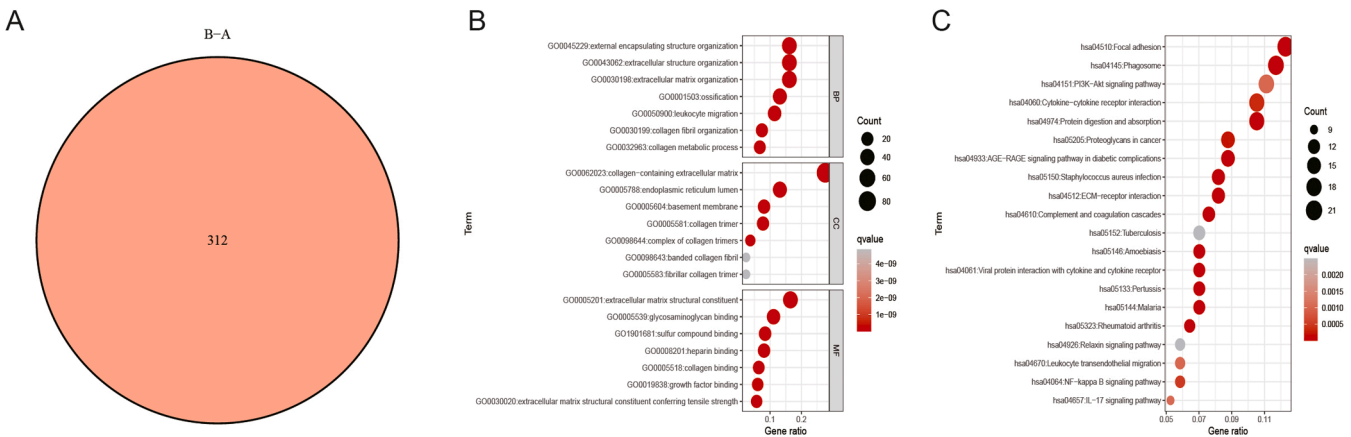 A
B−A
312
B
GO0045229:external encapsulating structure organization
GO0043062:extracellular structure organization
GO0030198:extracellular matrix organization
GO0001503:ossification
GO0050900:leukocyte migration
GO0030199:collagen fibril organization
GO0032963:collagen metabolic process
BP
GO0062023:collagen−containing extracellular matrix
GO0005788:endoplasmic reticulum lumen
GO0005604:basement membrane
GO0005581:collagen trimer
GO0098644:complex of collagen trimers
GO0098643:banded collagen fibril
GO0005583:fibrillar collagen trimer
CC
GO0005201:extracellular matrix structural constituent
GO0005539:glycosaminoglycan binding
GO1901681:sulfur compound binding
GO0008201:heparin binding
GO0005518:collagen binding
GO0019838:growth factor binding
GO0030020:extracellular matrix structural constituent conferring tensile strength
MF
Term
0.1
0.2
Gene ratio
Count
20
40
60
80
qvalue
4e−09
3e−09
2e−09
1e−09
C
hsa04510:Focal adhesion
hsa04145:Phagosome
hsa04151:PI3K−Akt signaling pathway
hsa04060:Cytokine−cytokine receptor interaction
hsa04974:Protein digestion and absorption
hsa05205:Proteoglycans in cancer
hsa04933:AGE−RAGE signaling pathway in diabetic complications
hsa05150:Staphylococcus aureus infection
hsa04512:ECM−receptor interaction
hsa04610:Complement and coagulation cascades
hsa05152:Tuberculosis
hsa05146:Amoebiasis
hsa04061:Viral protein interaction with cytokine and cytokine receptor
hsa05133:Pertussis
hsa05144:Malaria
hsa05323:Rheumatoid arthritis
hsa04926:Relaxin signaling pathway
hsa04670:Leukocyte transendothelial migration
hsa04064:NF−kappa B signaling pathway
hsa04657:IL−17 signaling pathway
Term
0.05
0.07
0.09
0.11
Gene ratio
Count
9
12
15
18
21
qvalue
0.0020
0.0015
0.0010
0.0005